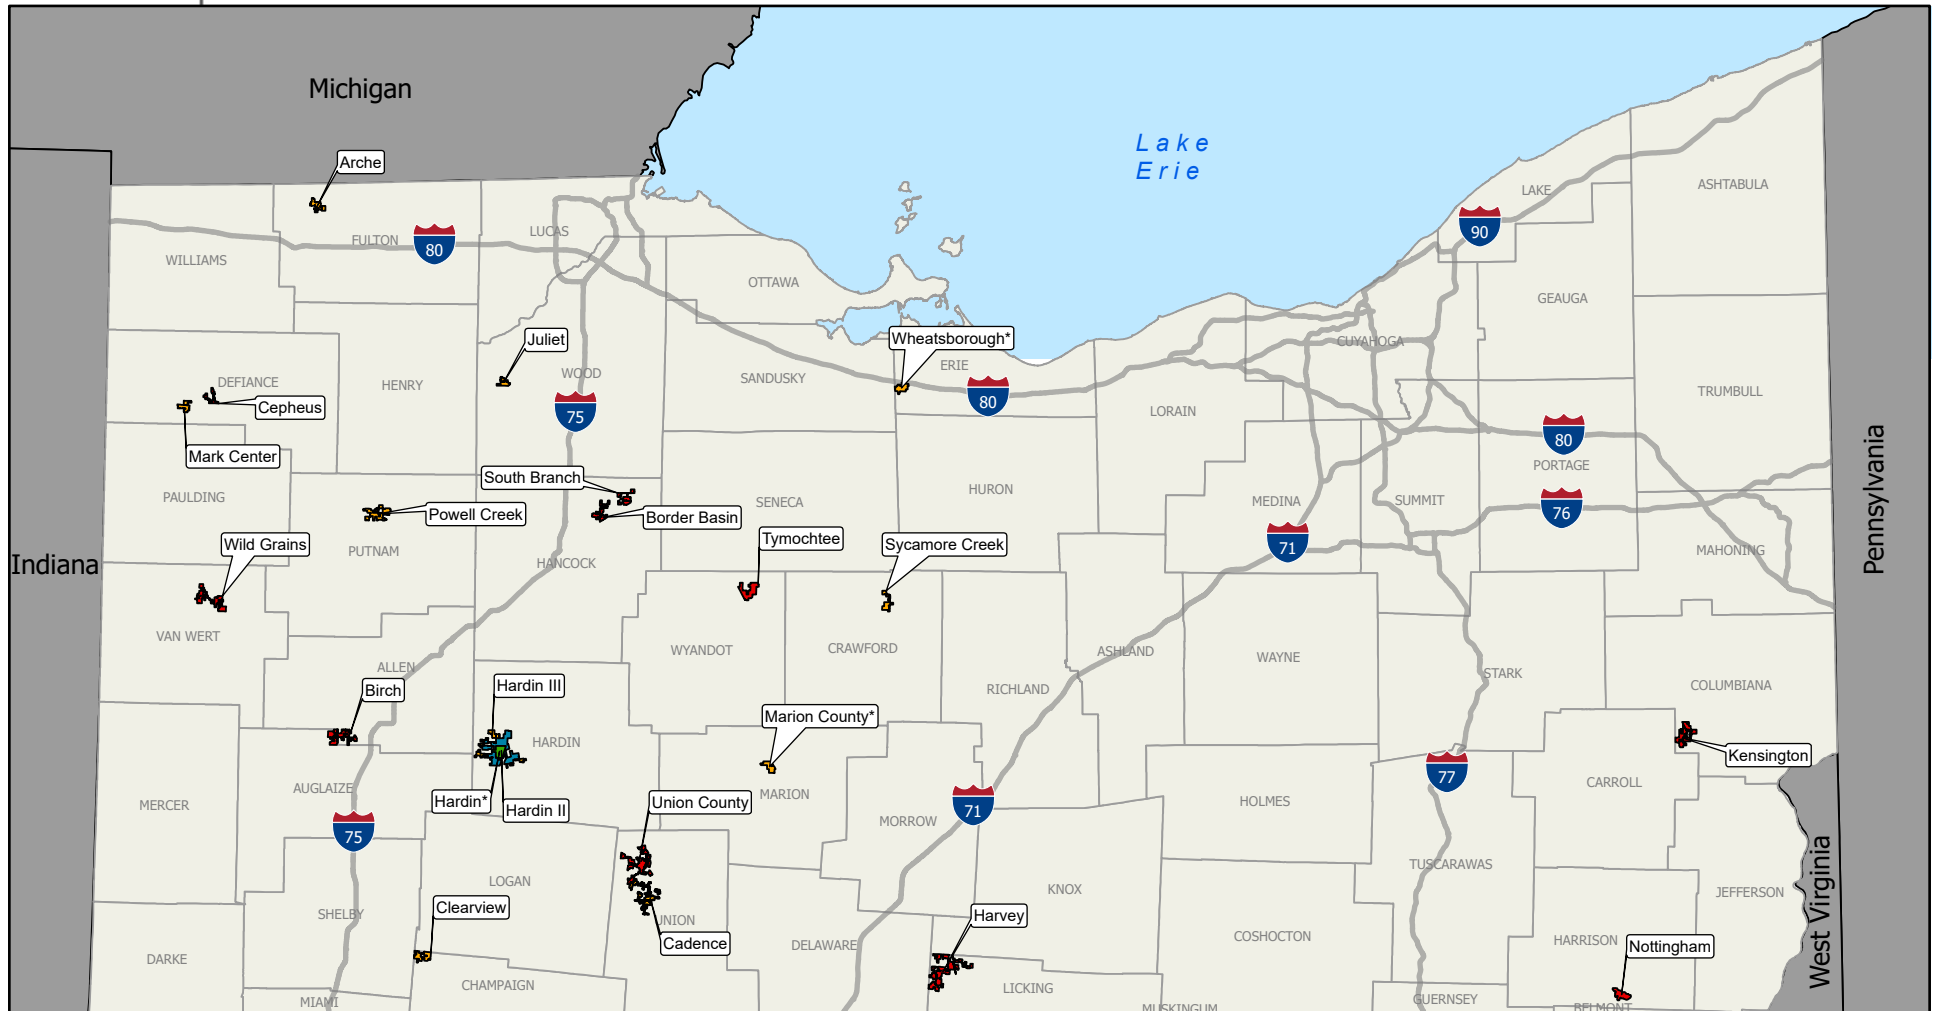 Michigan
Lake
Erie
Arche
LAKE
ASHTABULA
90
LUCAS
FULTON
80
WILLIAMS
OTTAWA
GEAUGA
Wheatsborough*
Juliet
CUYAHOGA
ERIE
WOOD
SANDUSKY
DEFIANCE
HENRY
TRUMBULL
80
Cepheus
75
LORAIN
80
Mark Center
Pennsylvania
PORTAGE
South Branch
HURON
PAULDING
SENECA
MEDINA
SUMMIT
76
Powell Creek
Border Basin
Tymochtee
Wild Grains
Sycamore Creek
71
PUTNAM
MAHONING
Indiana
HANCOCK
VAN WERT
WYANDOT
CRAWFORD
ASHLAND
WAYNE
ALLEN
STARK
Hardin III
Birch
RICHLAND
COLUMBIANA
Marion County*
HARDIN
Kensington
77
CARROLL
AUGLAIZE
MARION
Hardin*
Union County
HOLMES
MERCER
Hardin II
71
MORROW
75
TUSCARAWAS
West Virginia
LOGAN
KNOX
JEFFERSON
Clearview
SHELBY
Harvey
UNION
COSHOCTON
HARRISON
Cadence
DELAWARE
Nottingham
DARKE
CHAMPAIGN
LICKING
MIAMI
GUERNSEY
MUSKINGUM
BELMONT